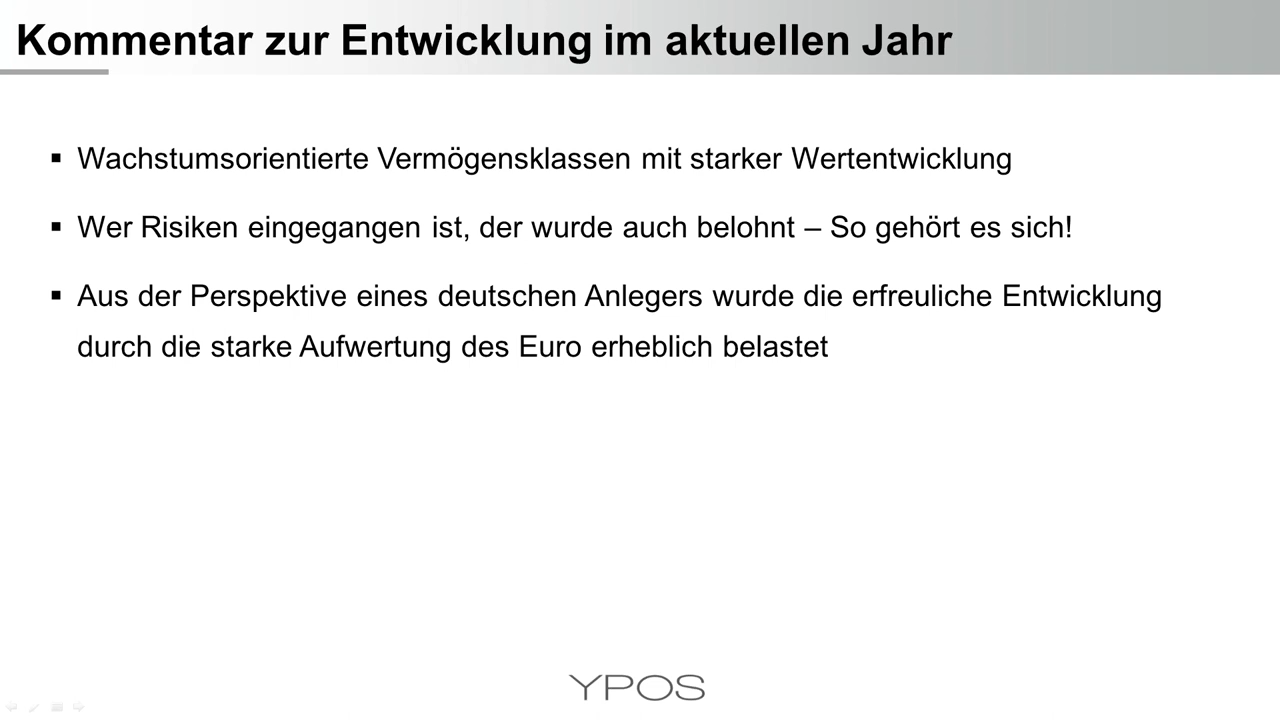 Kommentar zur Entwicklung im aktuellen Jahr
▪ Wachstumsorientierte Vermögensklassen mit starker Wertentwicklung
▪ Wer Risiken eingegangen ist, der wurde auch belohnt – So gehört es sich!
▪ Aus der Perspektive eines deutschen Anlegers wurde die erfreuliche Entwicklung
durch die starke Aufwertung des Euro erheblich belastet
YPOS